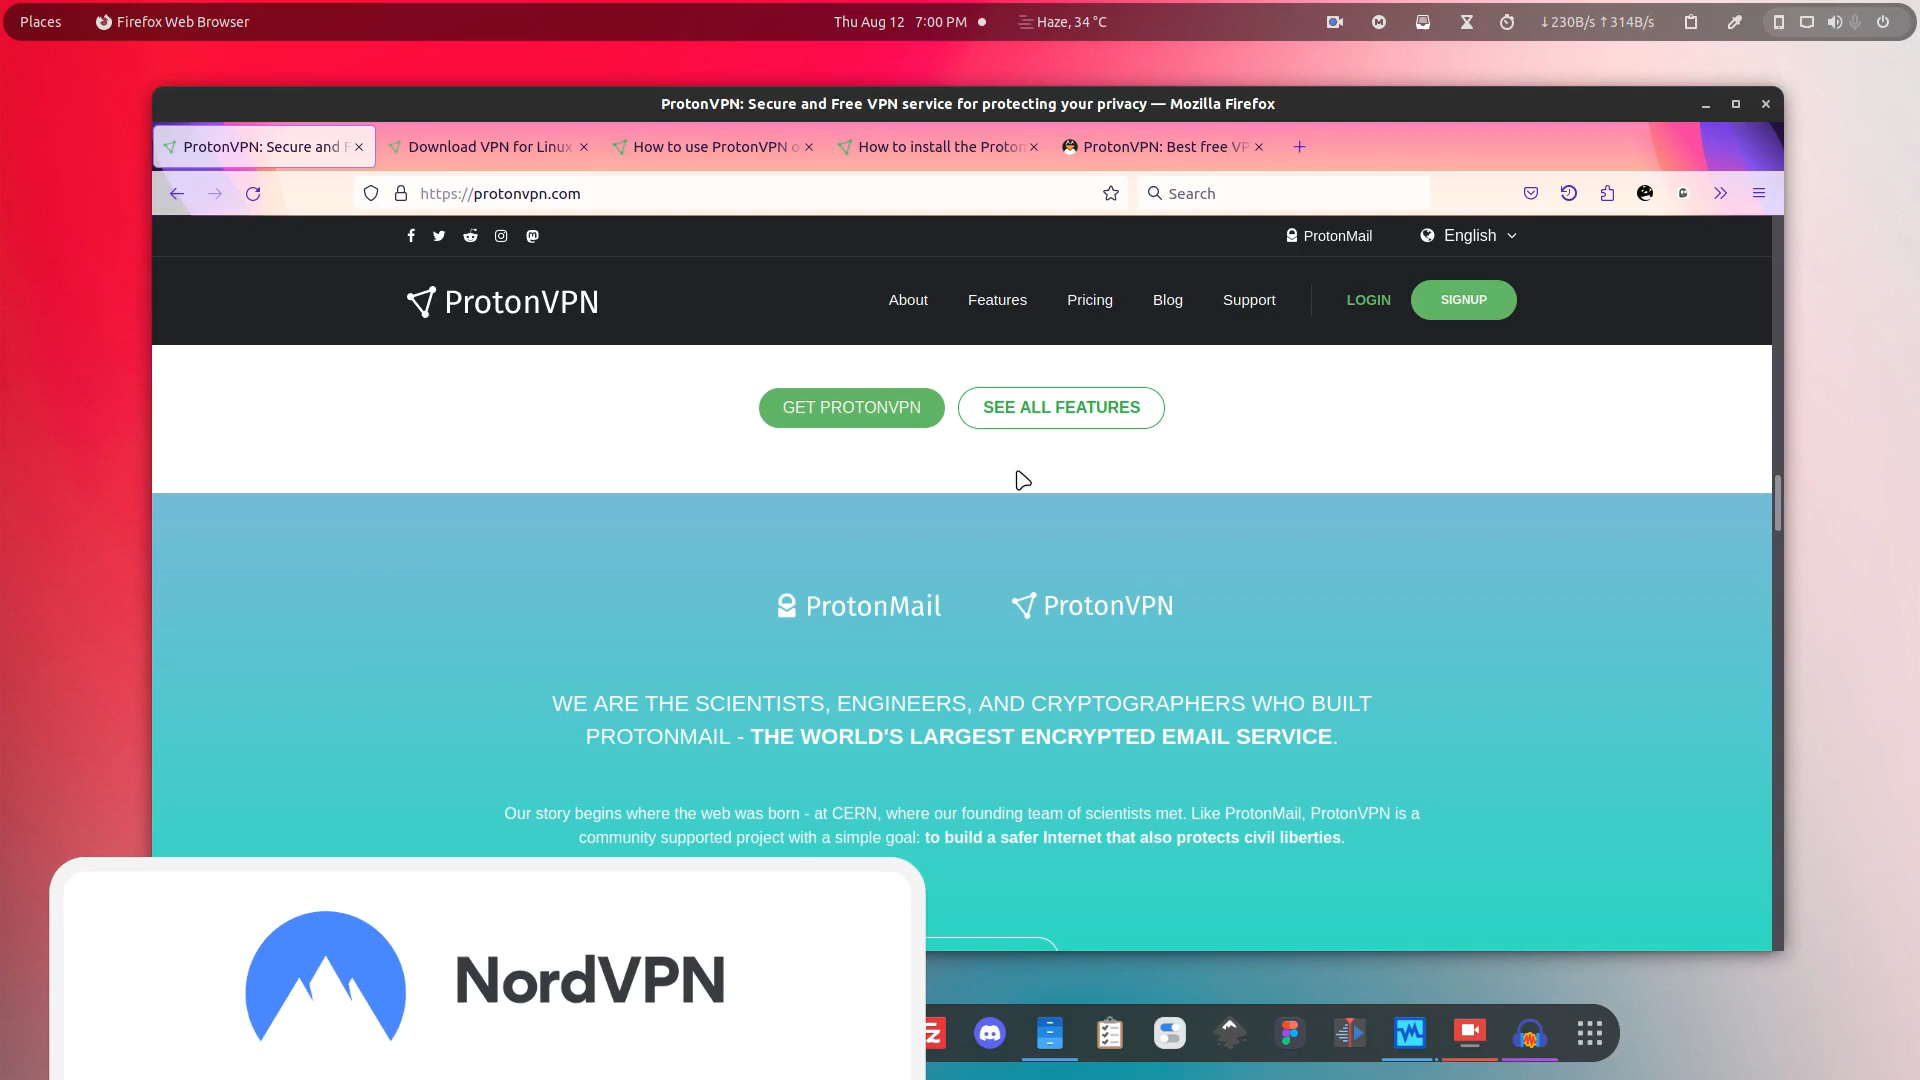 Places
Firefox Web Browser
Thu Aug 12 7:00 PM
Haze, 34 °C
↓230B/s ↑314B/s
ProtonVPN: Secure and Free VPN service for protecting your privacy — Mozilla Firefox
ProtonVPN: Secure and F
Download VPN for Linux
How to use ProtonVPN o
How to install the Proton
ProtonVPN: Best free VP
https://protonvpn.com
Search
ProtonMail
English
ProtonVPN
About
Features
Pricing
Blog
Support
LOGIN
SIGNUP
GET PROTONVPN
SEE ALL FEATURES
ProtonMail
ProtonVPN
WE ARE THE SCIENTISTS, ENGINEERS, AND CRYPTOGRAPHERS WHO BUILT
PROTONMAIL - THE WORLD'S LARGEST ENCRYPTED EMAIL SERVICE.
Our story begins where the web was born - at CERN, where our founding team of scientists met. Like ProtonMail, ProtonVPN is a
community supported project with a simple goal: to build a safer Internet that also protects civil liberties.
NordVPN